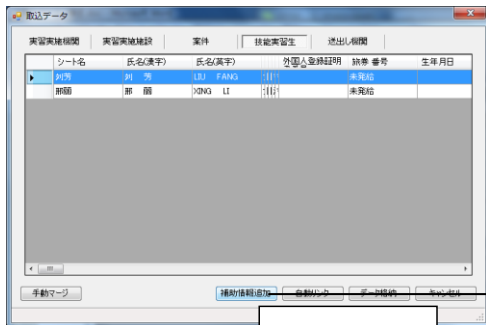 取込データ
実習実施機関 実習実施施設 案件 技能実習生 送出し機関
シート名 氏名(漢字) 氏名(英字) 外国人登録証明 旅券 番号 生年月日
刘芳 刘 芳 LIU FANG 未発給
邢丽 邢 丽 XING LI 未発給
手動マージ 補助情報追加 自動リンク データ格納 キャンセル